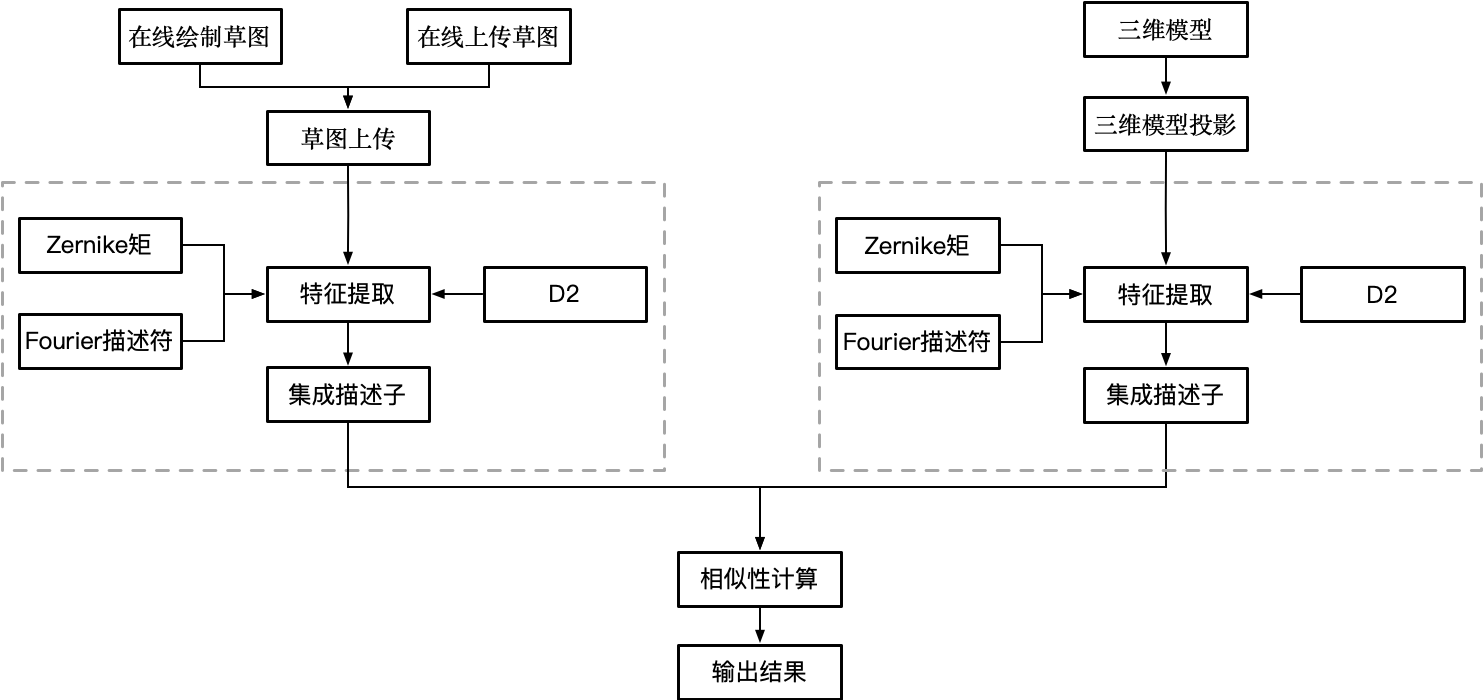 在线绘制草图
在线上传草图
草图上传
Zernike矩
Fourier描述符
特征提取
D2
集成描述子
三维模型
三维模型投影
Zernike矩
Fourier描述符
特征提取
D2
集成描述子
相似性计算
输出结果